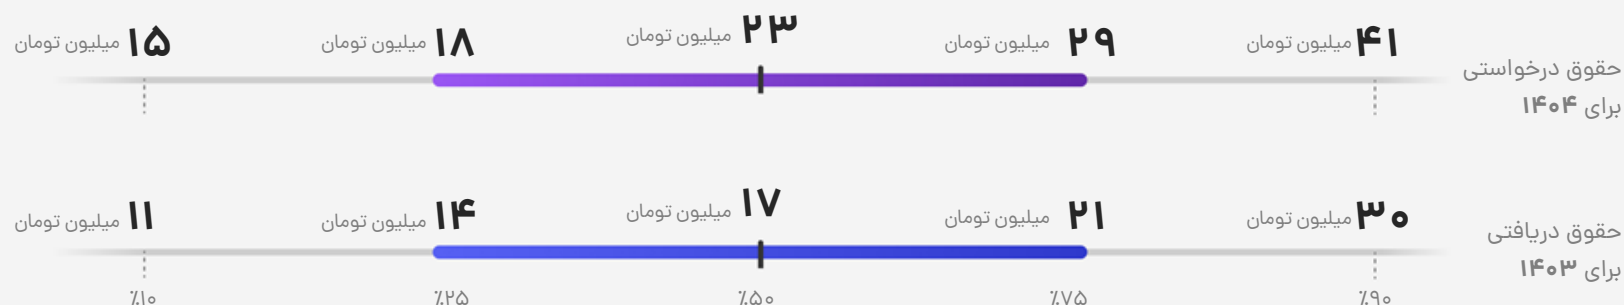 حقوق درخواستی
برای ۱۴۰۴
۴۱ میلیون تومان
۲۹ میلیون تومان
۲۳ میلیون تومان
۱۸ میلیون تومان
۱۵ میلیون تومان
حقوق دریافتی
برای ۱۴۰۳
۳۰ میلیون تومان
۲۱ میلیون تومان
۱۷ میلیون تومان
۱۴ میلیون تومان
۱۱ میلیون تومان
٪۹۰
٪۷۵
٪۵۰
٪۲۵
٪۱۰